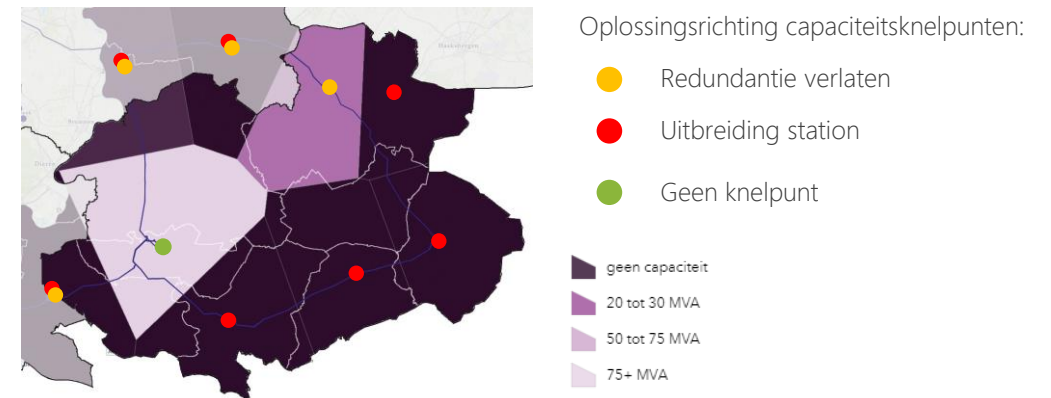 Oplossingsrichting capaciteitsknelpunten:
Redundantie verlaten
Uitbreiding station
Geen knelpunt
geen capaciteit
20 tot 30 MVA
50 tot 75 MVA
75+ MVA